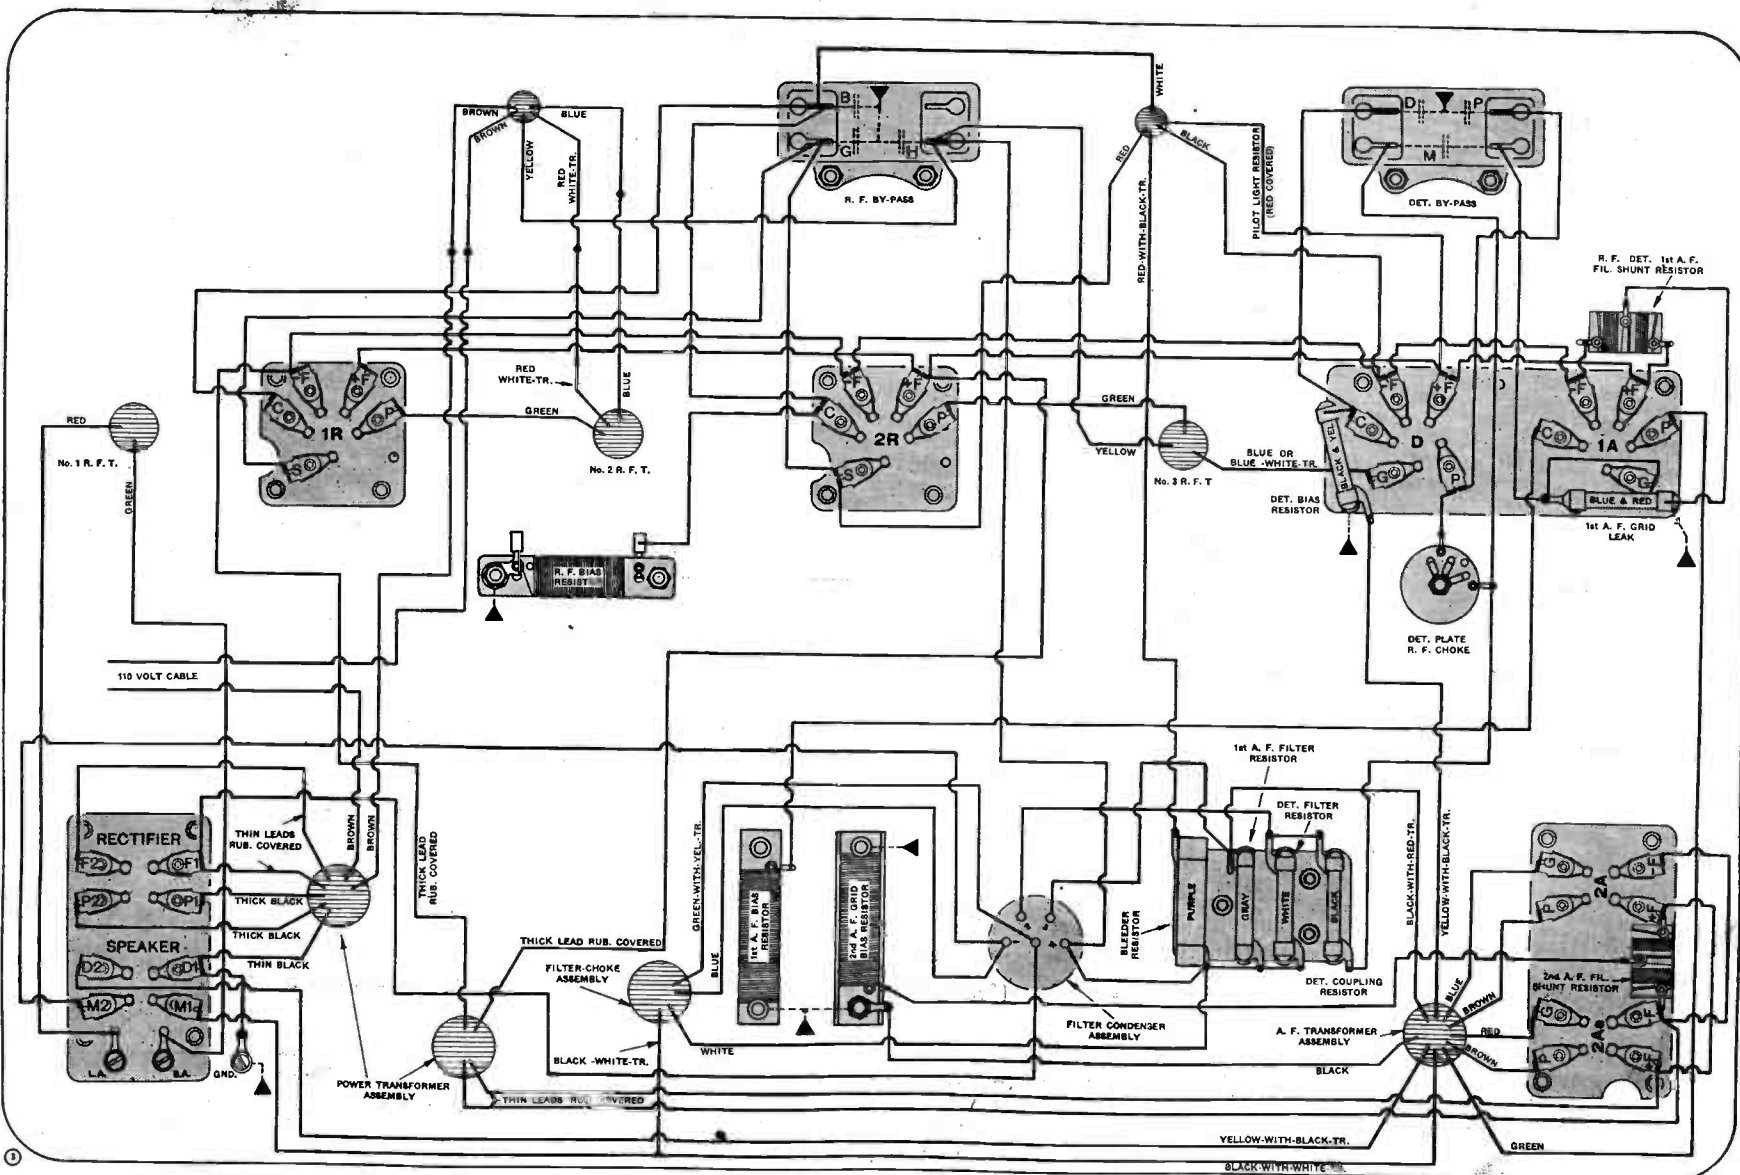 BROWN
BROWN
BLUE
YELLOW
RED
WHITE-TR.
B
G
H
R. F. BY-PASS
WHITE
RED
BLACK
RED-WITH-BLACK-TR.
PILOT LIGHT RESISTOR
(RED COVERED)
D
P
M
DET. BY-PASS
R. F. DET. 1st A. F.
FIL. SHUNT RESISTOR
RED
No. 1 R. F. T.
GREEN
-F
+F
C
P
1R
S
RED
WHITE-TR.
GREEN
BLUE
No. 2 R. F. T.
-F
+F
C
P
2R
S
GREEN
YELLOW
No. 3 R. F. T
BLUE OR
BLUE-WHITE-TR.
DET. BIAS
RESISTOR
BLACK & YEL
-F
+F
C
D
G
P
-F
+F
C
P
1A
G
BLUE & RED
1st A. F. GRID
LEAK
R. F. BIAS
RESIST
DET. PLATE
R. F. CHOKE
110 VOLT CABLE
RECTIFIER
F2
F1
P2
P1
SPEAKER
D2
D1
M2
M1
L.A.
S.A.
GND.
THIN LEADS
RUB. COVERED
BROWN
BROWN
THICK BLACK
THICK BLACK
THIN BLACK
THICK LEAD
RUB. COVERED
POWER TRANSFORMER
ASSEMBLY
THICK LEAD RUB. COVERED
FILTER-CHOKE
ASSEMBLY
GREEN-WITH-YEL.-TR.
BLUE
WHITE
BLACK -WHITE-TR.
THIN LEADS RUB. COVERED
1st A. F. BIAS
RESISTOR
2nd A. F. GRID
BIAS RESISTOR
FILTER CONDENSER
ASSEMBLY
1st A. F. FILTER
RESISTOR
DET. FILTER
RESISTOR
BLEEDER
RESISTOR
PURPLE
GRAY
WHITE
BLACK
DET. COUPLING
RESISTOR
BLACK-WITH-RED-TR.
YELLOW-WITH-BLACK-TR.
A. F. TRANSFORMER
ASSEMBLY
BLUE
BROWN
RED
BROWN
BLACK
GREEN
YELLOW-WITH-BLACK-TR.
BLACK-WITH-WHITE-
G
-F
2A
P
+F
2nd A. F. FIL.
SHUNT RESISTOR
G
-F
2A
P
+F
3